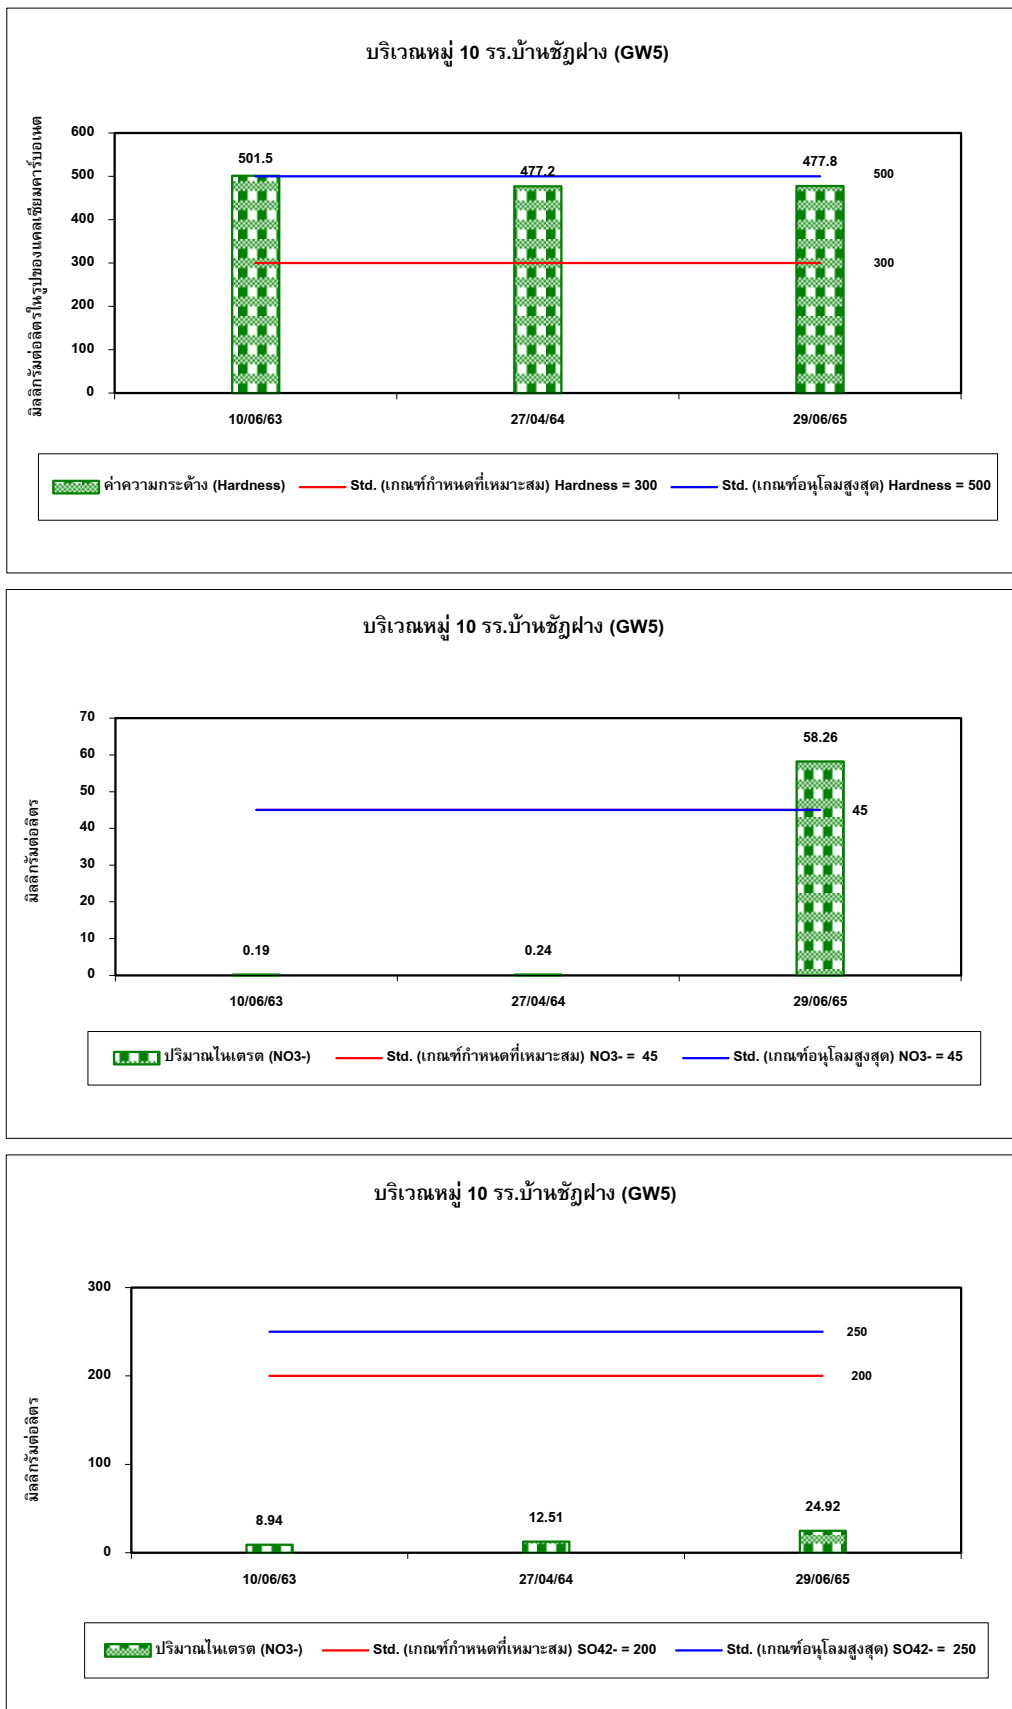 บริเวณหมู่ 10 รร.บ้านชัฎฝาง (GW5)
มิลลิกรัมต่อลิตรในรูปของแคลเซียมคาร์บอเนต
600
500
400
300
200
100
0
501.5
477.2
477.8
500
300
10/06/63
27/04/64
29/06/65
ค่าความกระด้าง (Hardness)
Std. (เกณฑ์กำหนดที่เหมาะสม) Hardness = 300
Std. (เกณฑ์อนุโลมสูงสุด) Hardness = 500
บริเวณหมู่ 10 รร.บ้านชัฎฝาง (GW5)
มิลลิกรัมต่อลิตร
70
60
50
40
30
20
10
0
0.19
0.24
58.26
45
10/06/63
27/04/64
29/06/65
ปริมาณไนเตรต (NO3-)
Std. (เกณฑ์กำหนดที่เหมาะสม) NO3- = 45
Std. (เกณฑ์อนุโลมสูงสุด) NO3- = 45
บริเวณหมู่ 10 รร.บ้านชัฎฝาง (GW5)
มิลลิกรัมต่อลิตร
300
200
100
0
8.94
12.51
24.92
250
200
10/06/63
27/04/64
29/06/65
ปริมาณไนเตรต (NO3-)
Std. (เกณฑ์กำหนดที่เหมาะสม) SO42- = 200
Std. (เกณฑ์อนุโลมสูงสุด) SO42- = 250